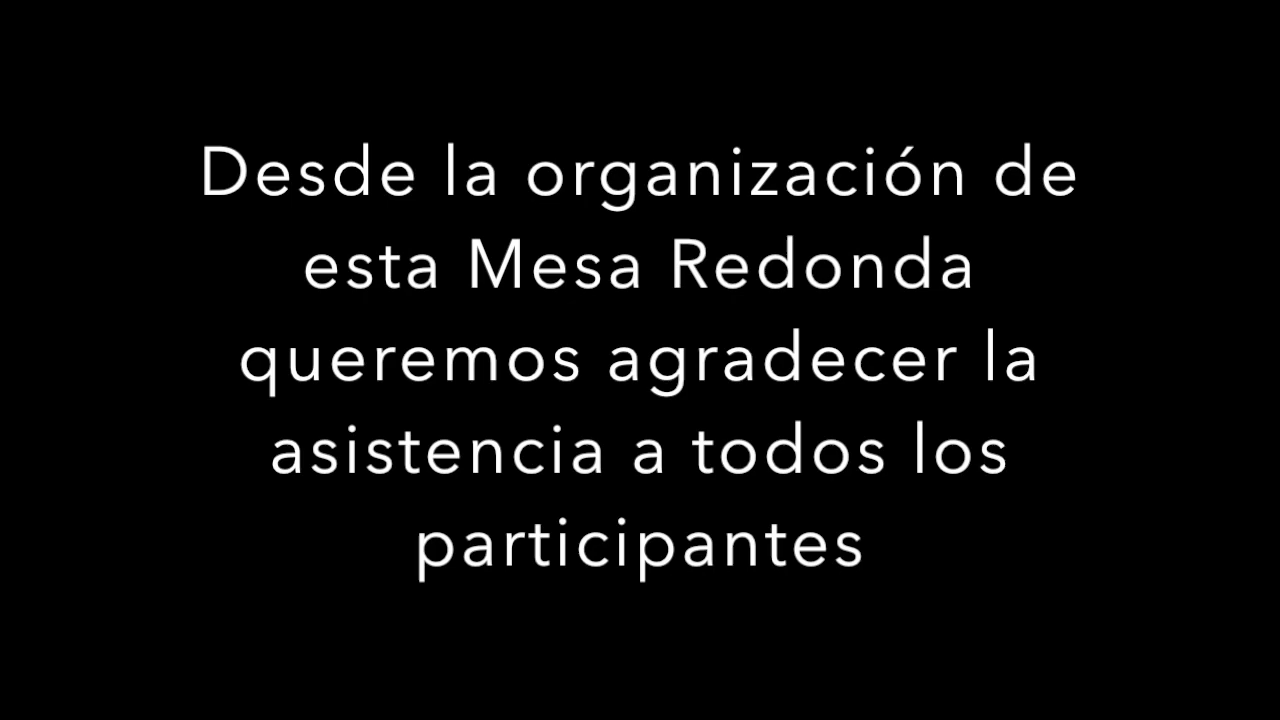 Desde la organización de
esta Mesa Redonda
queremos agradecer la
asistencia a todos los
participantes